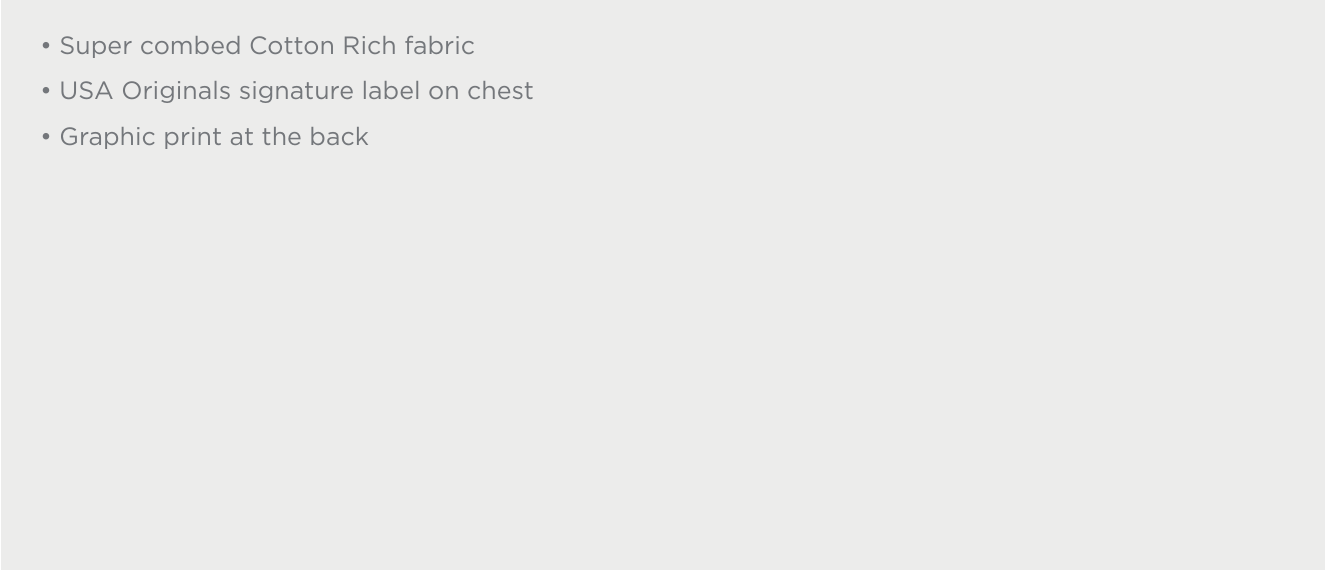 • Super combed Cotton Rich fabric
• USA Originals signature label on chest
• Graphic print at the back